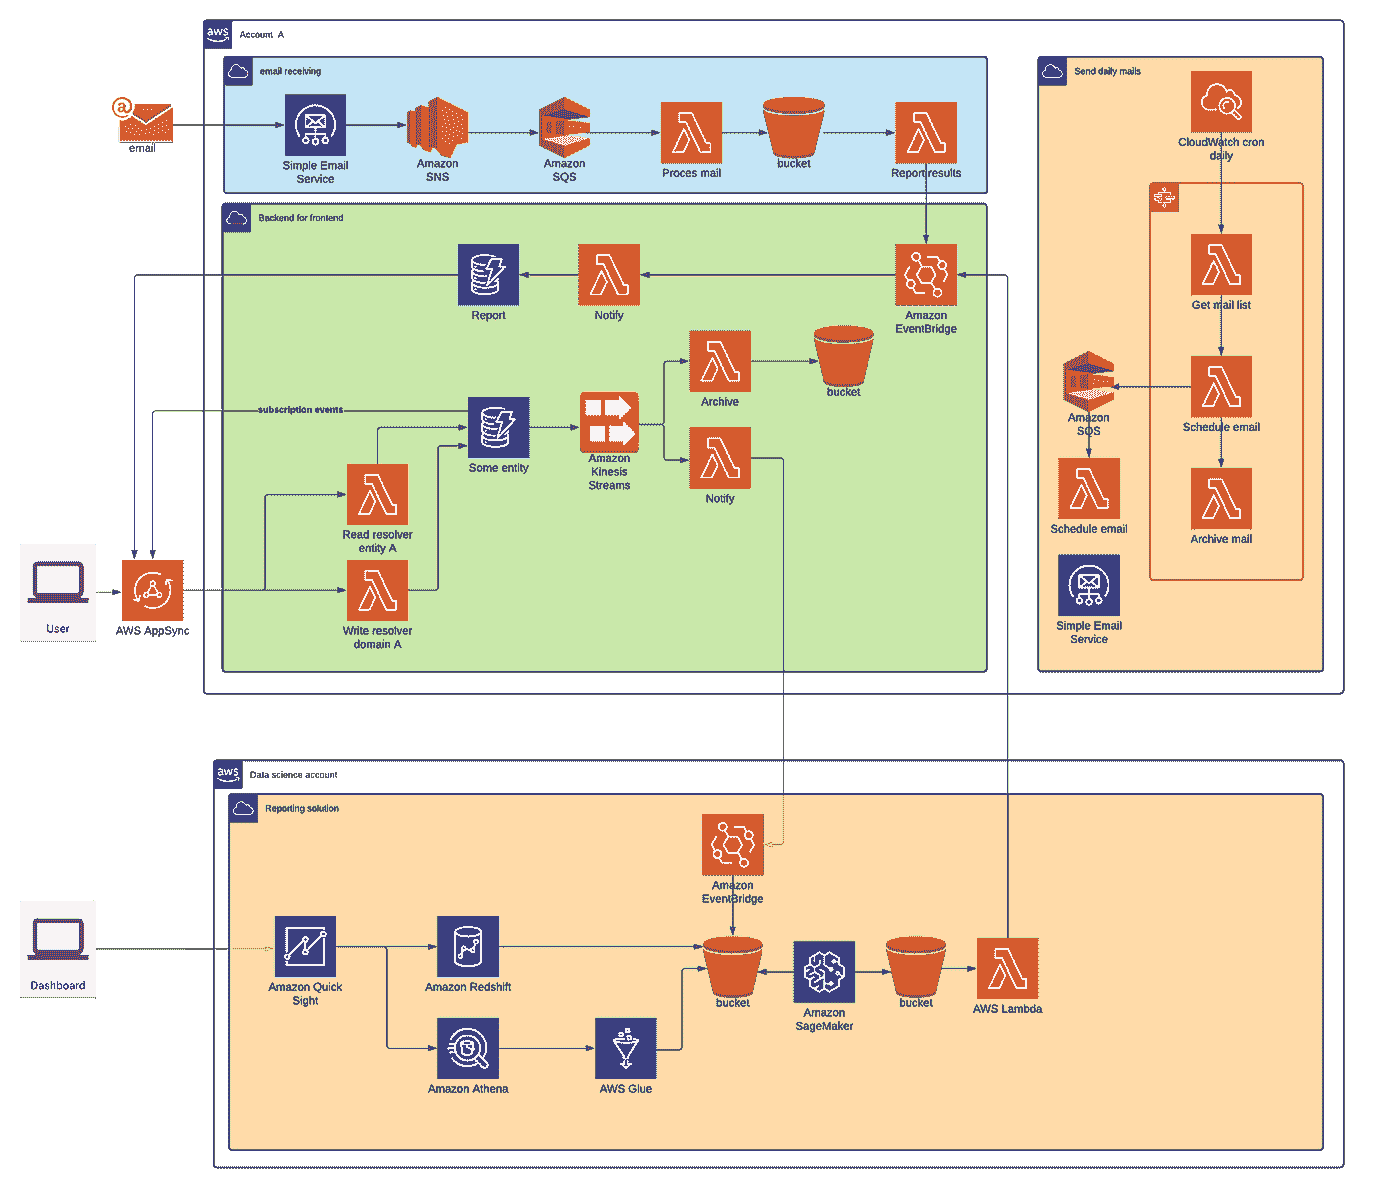 aws
Account A
email receiving
Send daily mails
@
email
Simple Email
Service
Amazon
SNS
Amazon
SQS
Proces mail
bucket
Report results
CloudWatch cron
daily
Backend for frontend
Report
Notify
Amazon
EventBridge
Get mail list
Archive
bucket
subscription events
Some entity
Amazon
Kinesis
Streams
Notify
Amazon
SQS
Schedule email
Read resolver
entity A
Schedule email
Archive mail
User
AWS AppSync
Write resolver
domain A
Simple Email
Service
aws
Data science account
Reporting solution
Amazon
EventBridge
Dashboard
Amazon Quick
Sight
Amazon Redshift
bucket
Amazon
SageMaker
bucket
AWS Lambda
Amazon Athena
AWS Glue